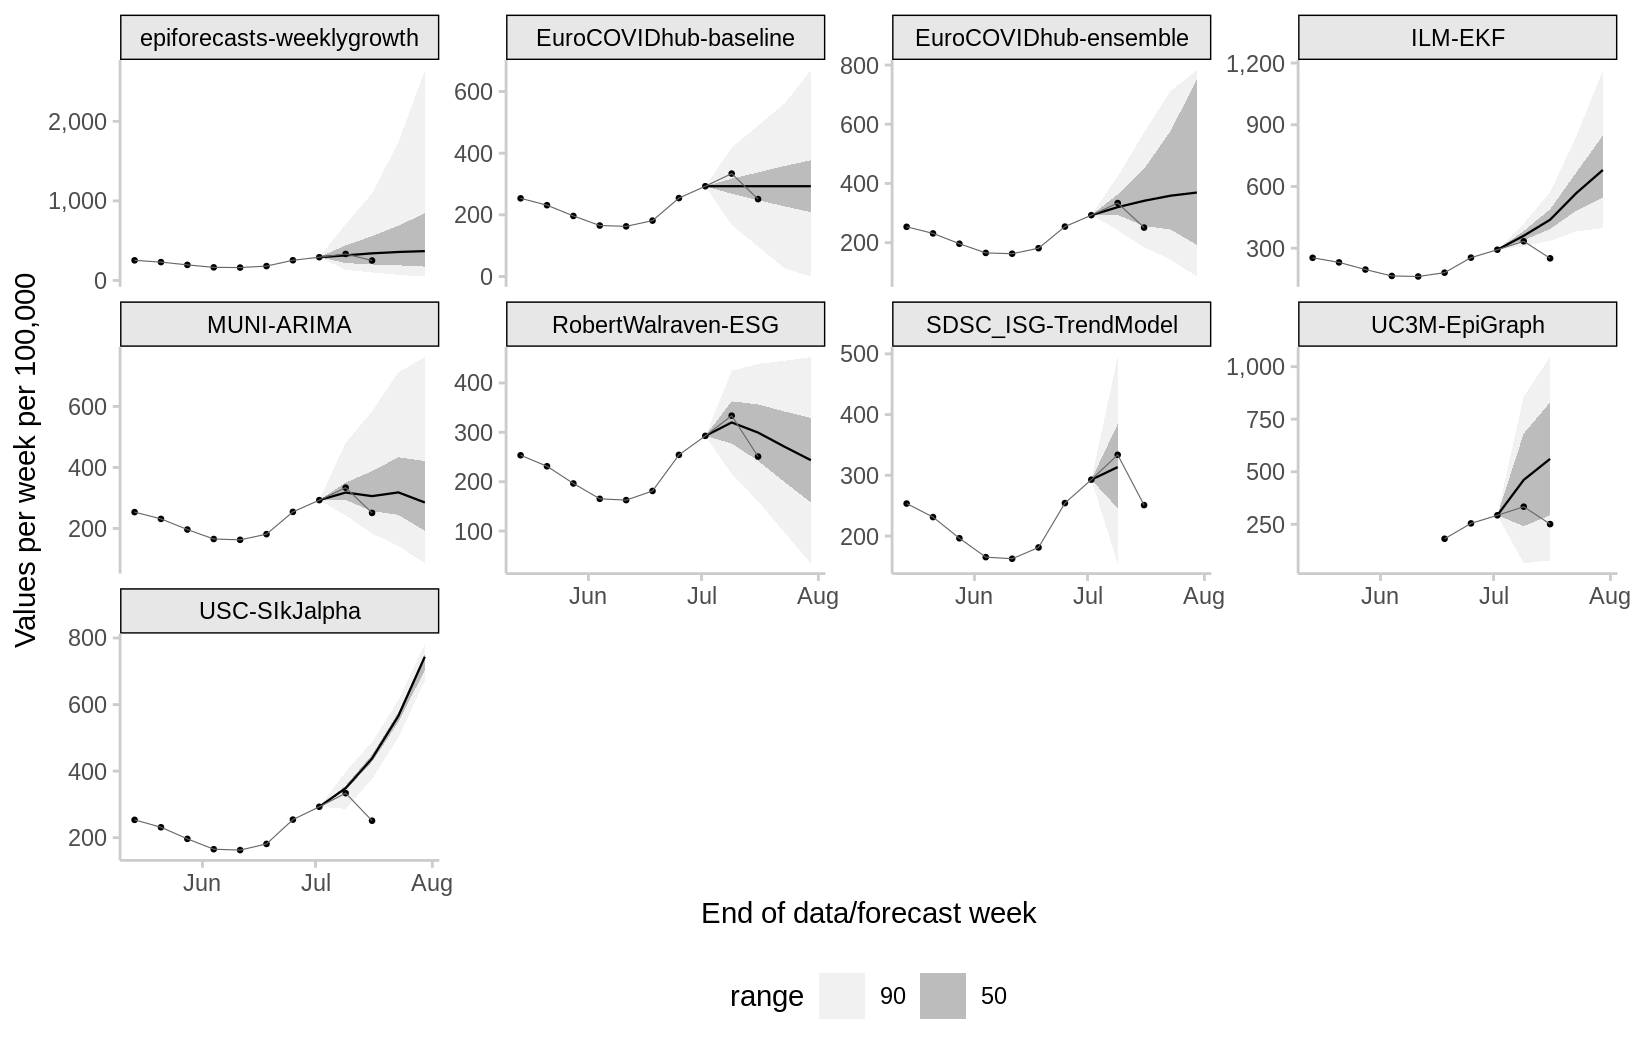 epiforecasts-weeklygrowth
EuroCOVIDhub-baseline
EuroCOVIDhub-ensemble
ILM-EKF
2,000
1,000
0
600
400
200
0
800
600
400
200
1,200
900
600
300
MUNI-ARIMA
RobertWalraven-ESG
SDSC_ISG-TrendModel
UC3M-EpiGraph
600
400
200
400
300
200
100
500
400
300
200
1,000
750
500
250
Jun Jul Aug
Jun Jul Aug
Jun Jul Aug
USC-SIkJalpha
800
600
400
200
Jun Jul Aug
Values per week per 100,000
End of data/forecast week
range 90 50